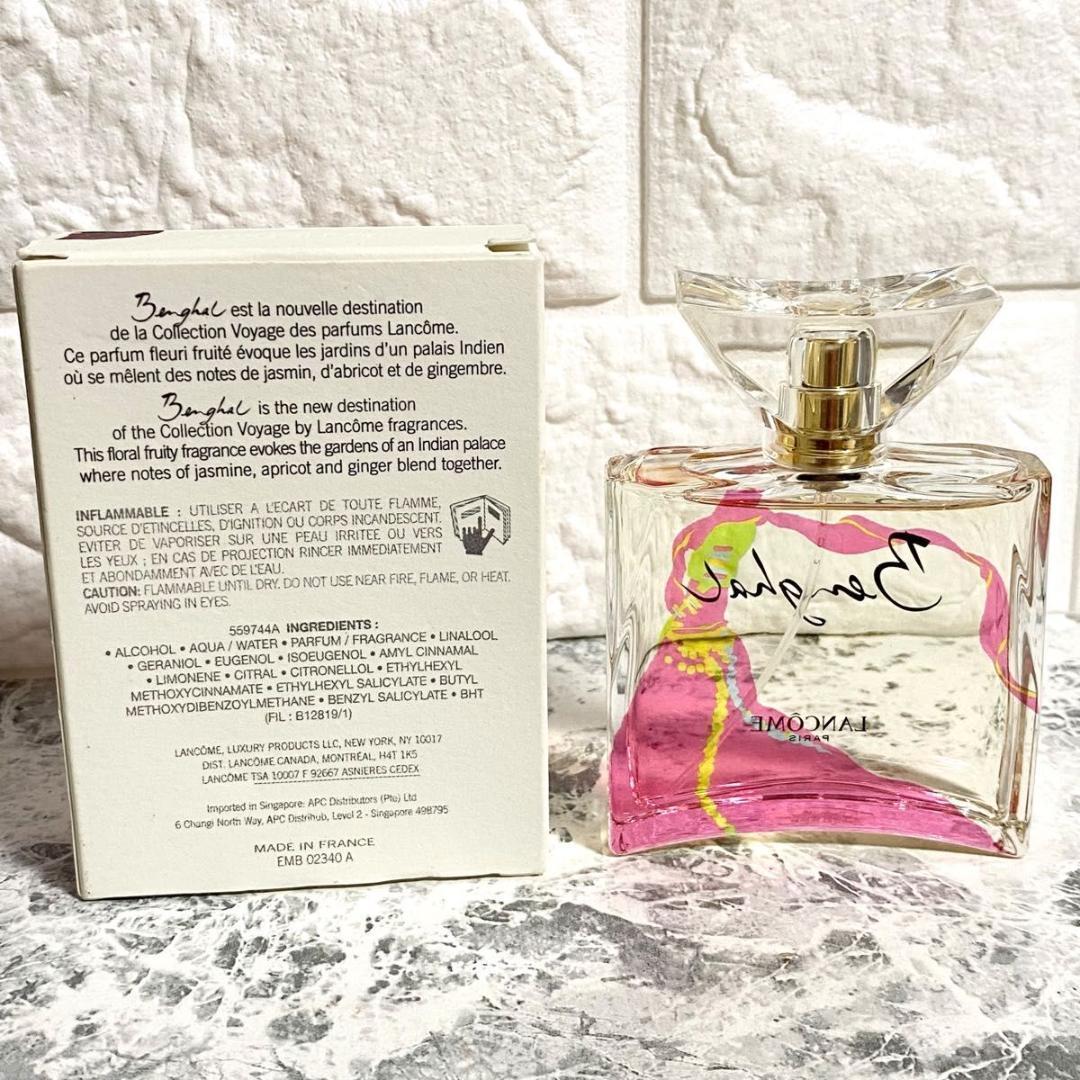 Benghal est la nouvelle destination
de la Collection Voyage des parfums Lancôme.
Ce parfum fleuri fruité évoque les jardins d'un palais Indien
où se mêlent des notes de jasmin, d'abricot et de gingembre.
Benghal is the new destination
of the Collection Voyage by Lancôme fragrances.
This floral fruity fragrance evokes the gardens of an Indian palace
where notes of jasmine, apricot and ginger blend together.
INFLAMMABLE : UTILISER A L'ECART DE TOUTE FLAMME,
SOURCE D'ETINCELLES, D'IGNITION OU CORPS INCANDESCENT.
EVITER DE VAPORISER SUR UNE PEAU IRRITEE OU VERS
LES YEUX ; EN CAS DE PROJECTION RINCER IMMEDIATEMENT
ET ABONDAMMENT AVEC DE L'EAU.
CAUTION: FLAMMABLE UNTIL DRY. DO NOT USE NEAR FIRE, FLAME, OR HEAT.
AVOID SPRAYING IN EYES.
559744A INGREDIENTS :
• ALCOHOL • AQUA / WATER • PARFUM / FRAGRANCE • LINALOOL
• GERANIOL • EUGENOL • ISOEUGENOL • AMYL CINNAMAL
• LIMONENE • CITRAL • CITRONELLOL • ETHYLHEXYL
METHOXYCINNAMATE • ETHYLHEXYL SALICYLATE • BUTYL
METHOXYDIBENZOYLMETHANE • BENZYL SALICYLATE • BHT
(FIL : B12819/1)
LANCÔME, LUXURY PRODUCTS LLC, NEW YORK, NY 10017
DIST. LANCÔME CANADA, MONTRÉAL, H4T 1K5
LANCÔME TSA 10007 F 92667 ASNIERES CEDEX
Imported in Singapore: APC Distributors (Pte) Ltd
6 Changi North Way, APC Distrihub, Level 2 - Singapore 498795
MADE IN FRANCE
EMB 02340 A
Benghal
LANCÔME
PARIS